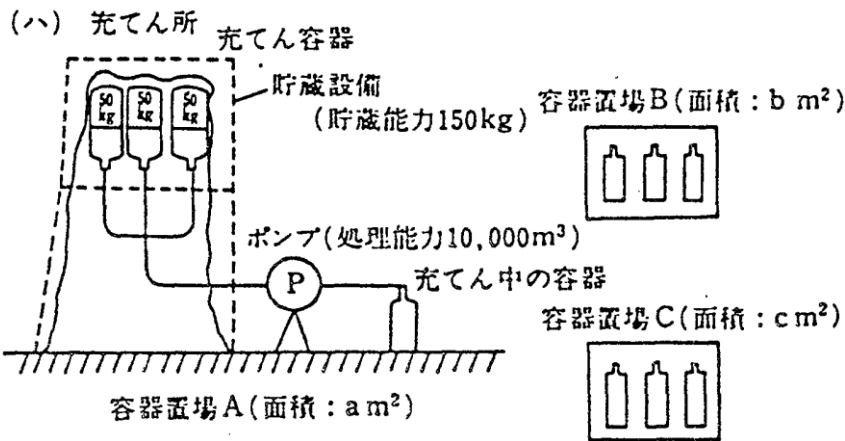 (ハ) 充てん所
充てん容器
50 kg
50 kg
50 kg
貯蔵設備
(貯蔵能力150kg)
容器置場B(面積:b m²)
ポンプ(処理能力10,000m³)
P
充てん中の容器
容器置場C(面積:c m²)
容器置場A(面積:a m²)